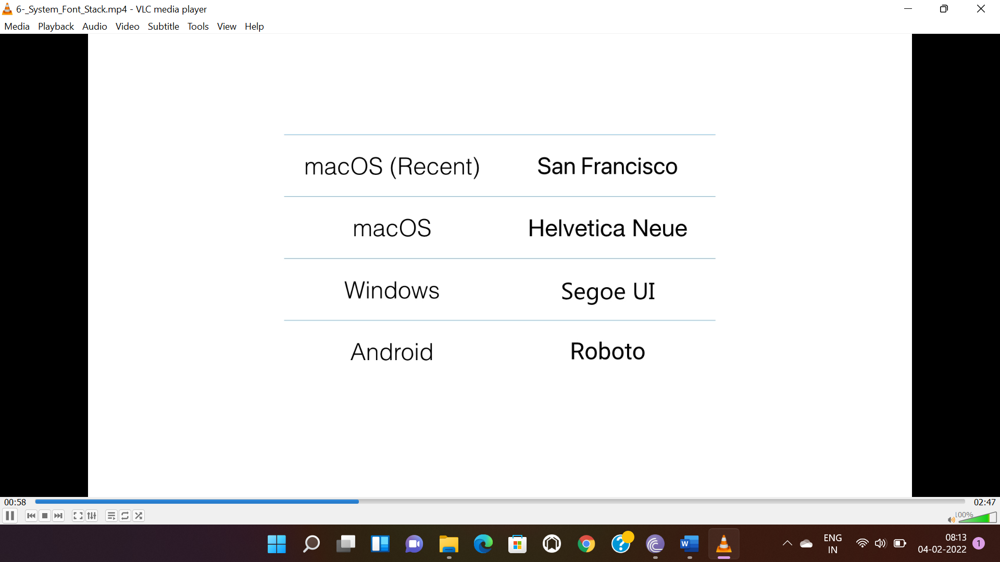 6-_System_Font_Stack.mp4 - VLC media player
Media Playback Audio Video Subtitle Tools View Help
macOS (Recent) San Francisco
macOS Helvetica Neue
Windows Segoe UI
Android Roboto
00:58 02:47
100%
ENG 08:13
IN 04-02-2022 1